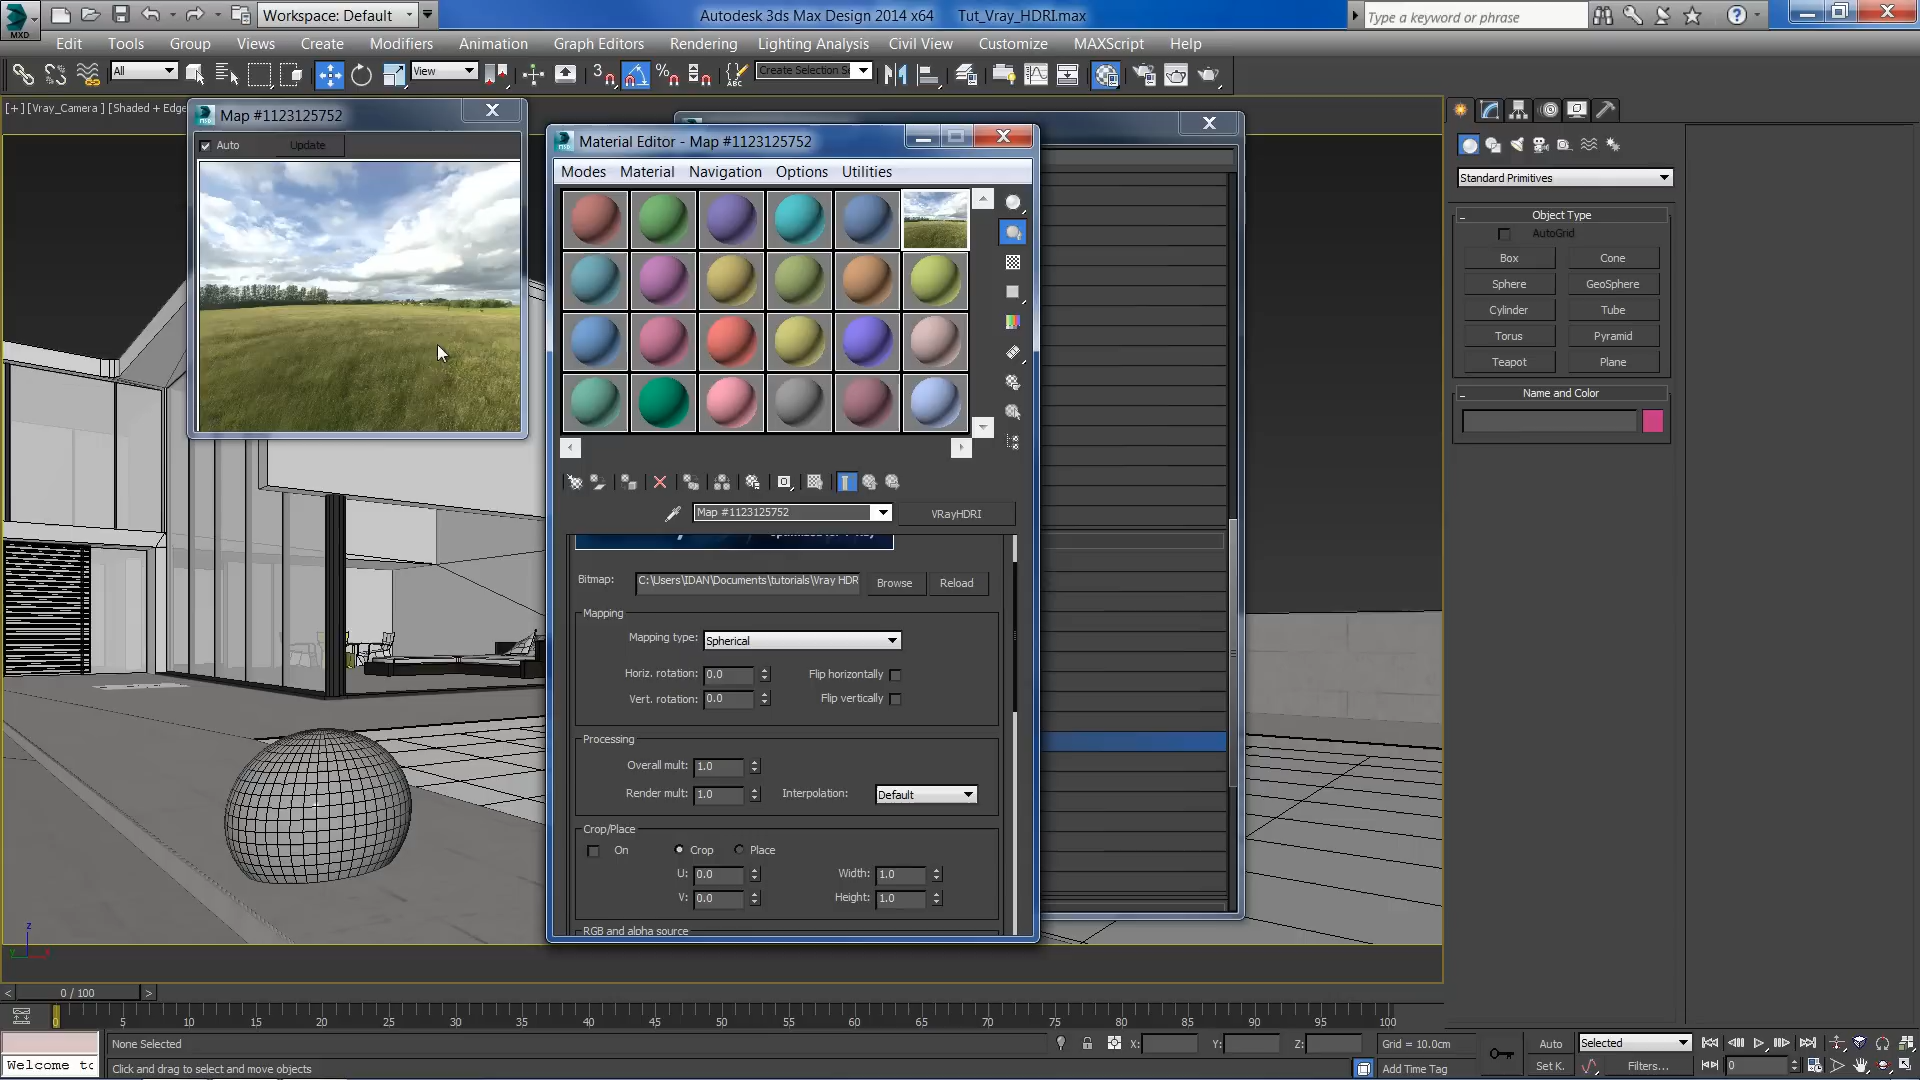 MXD
Workspace: Default
Autodesk 3ds Max Design 2014 x64 Tut_Vray_HDRI.max
Type a keyword or phrase
Edit Tools Group Views Create Modifiers Animation Graph Editors Rendering Lighting Analysis Civil View Customize MAXScript Help
All
View
3
ABC
Create Selection S
[+] [Vray_Camera ] [Shaded + Edge
Map #1123125752
Auto
Update
Material Editor - Map #1123125752
Modes Material Navigation Options Utilities
Map #1123125752
VRayHDRI
Bitmap: C:\Users\IDAN\Documents\tutorials\Vray HDR Browse Reload
Mapping
Mapping type: Spherical
Horiz. rotation: 0.0 Flip horizontally
Vert. rotation: 0.0 Flip vertically
Processing
Overall mult: 1.0
Render mult: 1.0 Interpolation: Default
Crop/Place
On Crop Place
U: 0.0 Width: 1.0
V: 0.0 Height: 1.0
RGB and alpha source
Standard Primitives
Object Type
AutoGrid
Box Cone
Sphere GeoSphere
Cylinder Tube
Torus Pyramid
Teapot Plane
Name and Color
z
0 / 100
0 5 10 15 20 25 30 35 40 45 50 55 60 65 70 75 80 85 90 95 100
None Selected X: Y: Z: Grid = 10.0cm Auto Selected
Welcome to Click and drag to select and move objects Add Time Tag Set K. Filters... 0